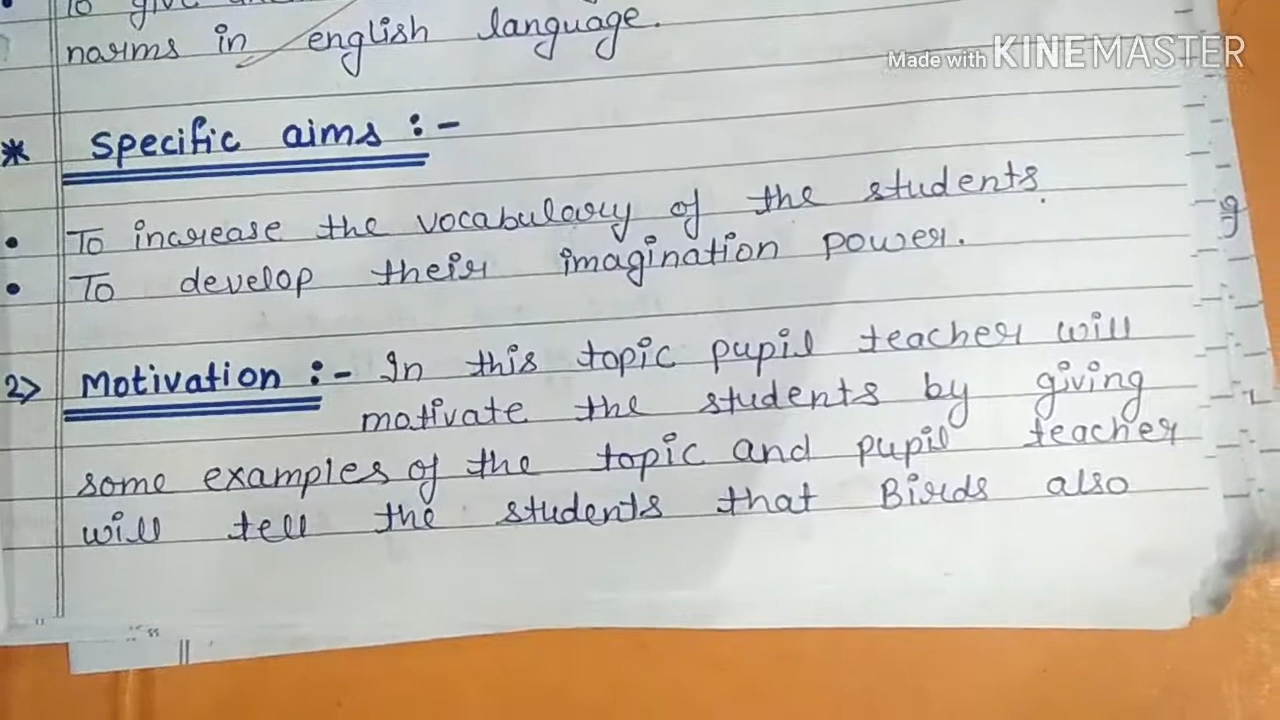 To give
norms in english language.
Made with KINEMASTER
* Specific aims :-
• To increase the vocabulary of the students.
• To develop their imagination power.
2> Motivation :- In this topic pupil teacher will
motivate the students by giving
some examples of the topic and pupil teacher
will tell the students that Birds also